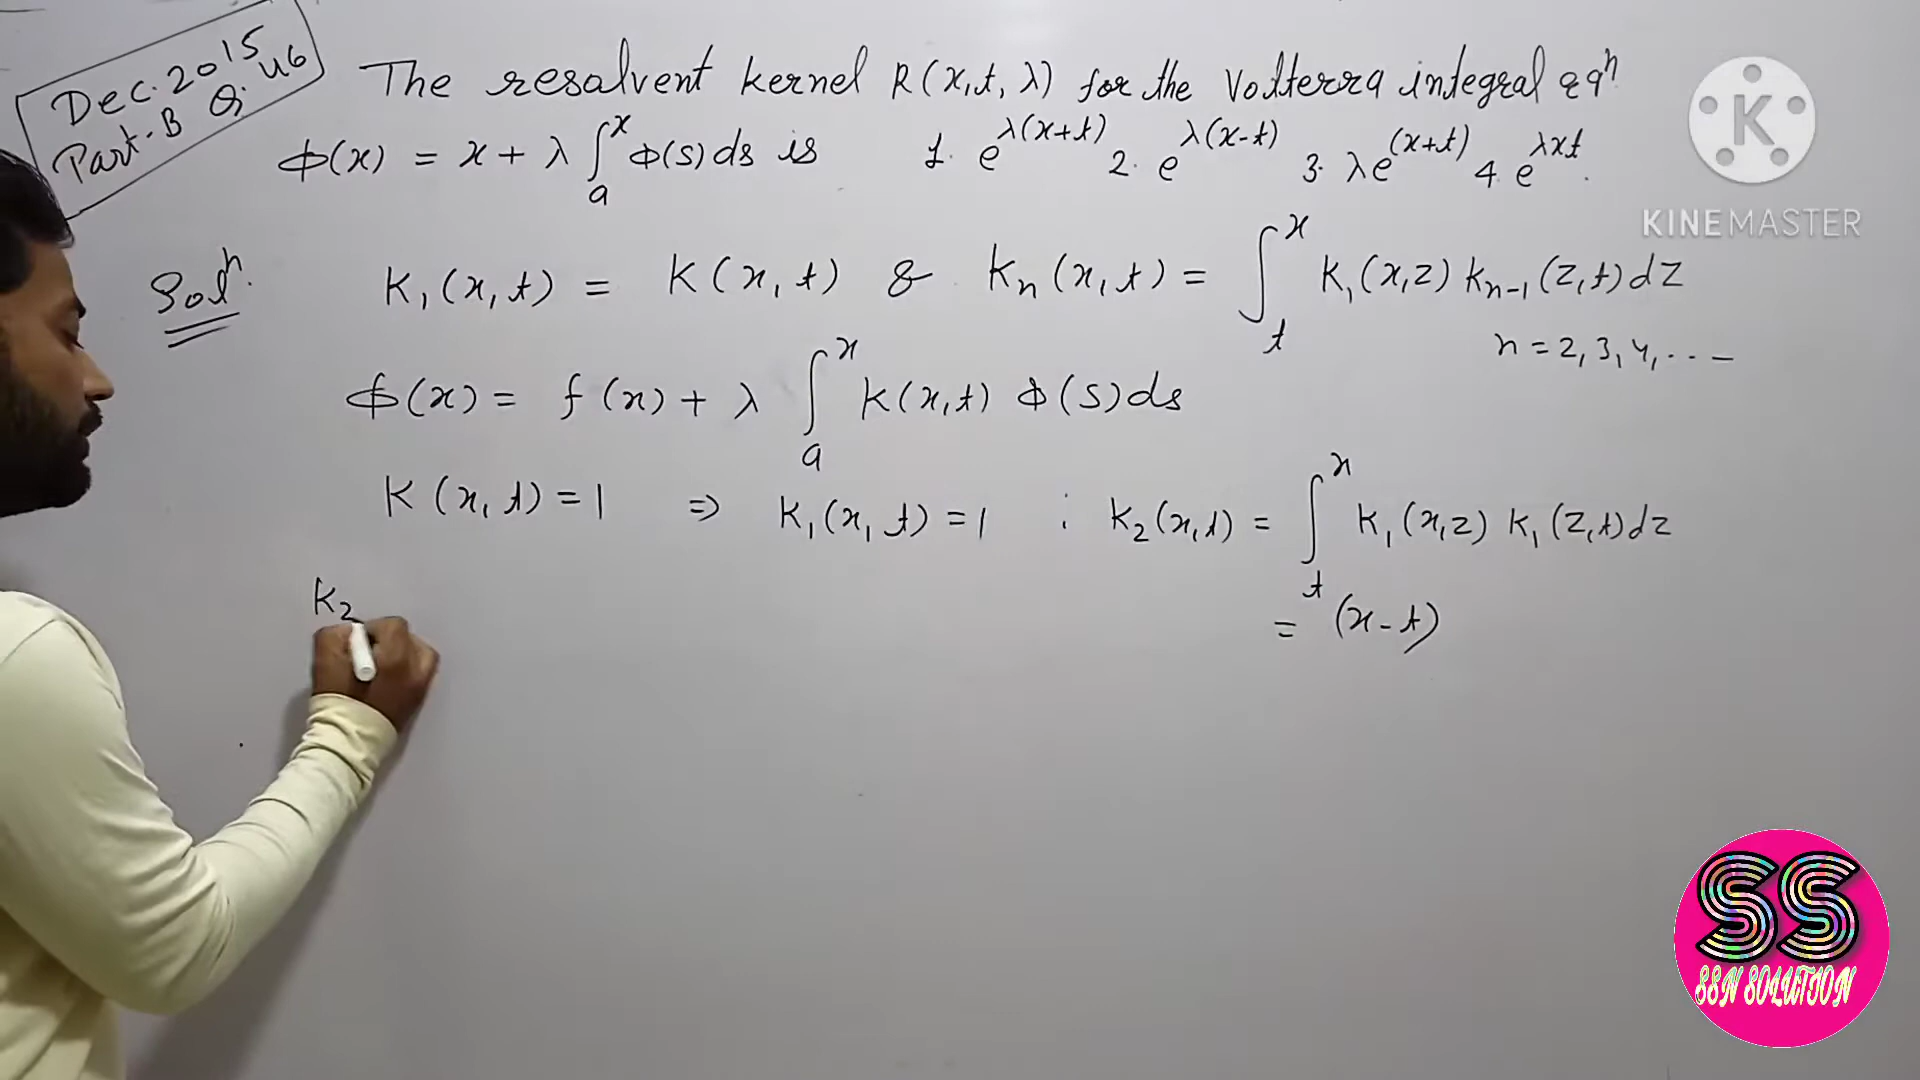 Dec. 2015
Part-B Q. 46
The resalvent kernel R(x,t,λ) for the Volterra integral eqⁿ
ϕ(x) = x + λ ∫ₐˣ ϕ(s)ds is 1. e^λ(x+t) 2. e^λ(x-t) 3. λe^(x+t) 4. e^λxt.
Solⁿ. K₁(x,t) = K(x,t) & Kₙ(x,t) = ∫ₜˣ K₁(x,z) Kₙ₋₁(z,t)dz
n = 2, 3, 4, ...
ϕ(x) = f(x) + λ ∫ₐˣ K(x,t) ϕ(s)ds
K(x,t) = 1 ⇒ K₁(x,t) = 1 ; K₂(x,t) = ∫ₜˣ K₁(x,z) K₁(z,t)dz
= (x-t)
K₂
K
KINEMASTER
SS
SSN SOLUTION